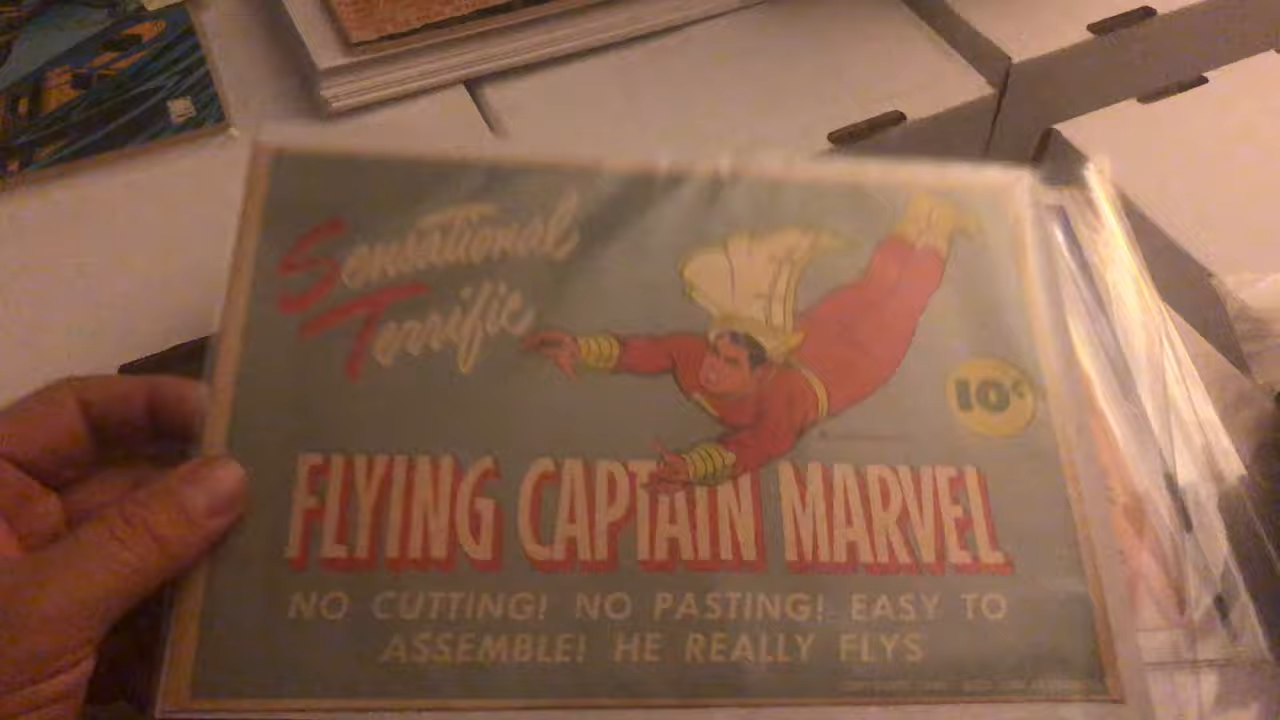 Sensational
Terrific
10¢
FLYING CAPTAIN MARVEL
NO CUTTING! NO PASTING! EASY TO
ASSEMBLE! HE REALLY FLYS